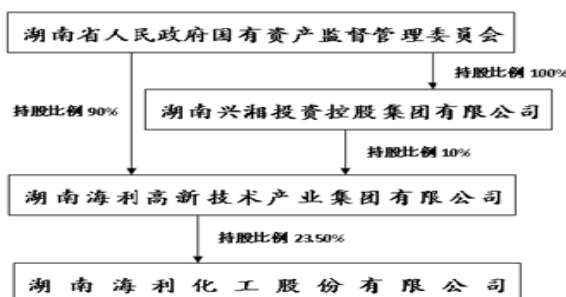 湖南省人民政府国有资产监督管理委员会
持股比例 100%
持股比例 90%
湖南兴湘投资控股集团有限公司
持股比例 10%
湖南海利高新技术产业集团有限公司
持股比例 23.50%
湖南海利化工股份有限公司